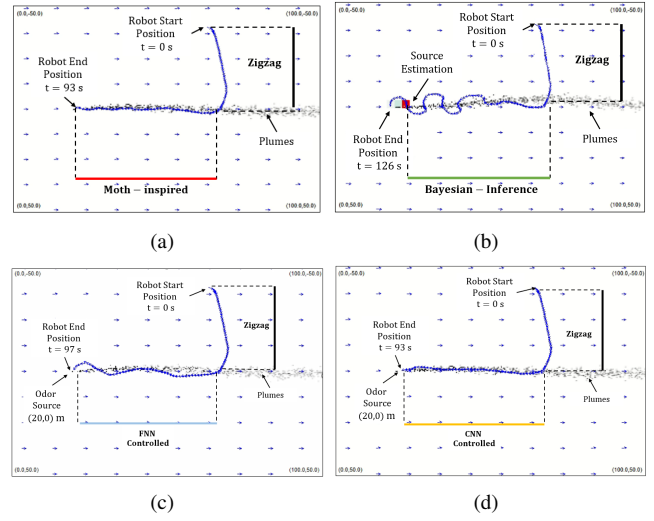 (0.0,-50.0)
(100.0,-50.0)
Robot Start
Position
t = 0 s
Zigzag
Robot End
Position
t = 93 s
Plumes
Moth − inspired
(0.0,50.0)
(100.0,50.0)
(a)
(0.0,-50.0)
(100.0,-50.0)
Robot Start
Position
t = 0 s
Zigzag
Source
Estimation
Robot End
Position
t = 126 s
Plumes
Bayesian − Inference
(0.0,50.0)
(100.0,50.0)
(b)
(0.0,-50.0)
(100.0,-50.0)
Robot Start
Position
t = 0 s
Zigzag
Robot End
Position
t = 97 s
Odor
Source
(20,0) m
Plumes
FNN
Controlled
(0.0,50.0)
(100.0,50.0)
(c)
(0.0,-50.0)
(100.0,-50.0)
Robot Start
Position
t = 0 s
Zigzag
Robot End
Position
t = 93 s
Odor
Source
(20,0) m
Plumes
CNN
Controlled
(0.0,50.0)
(100.0,50.0)
(d)